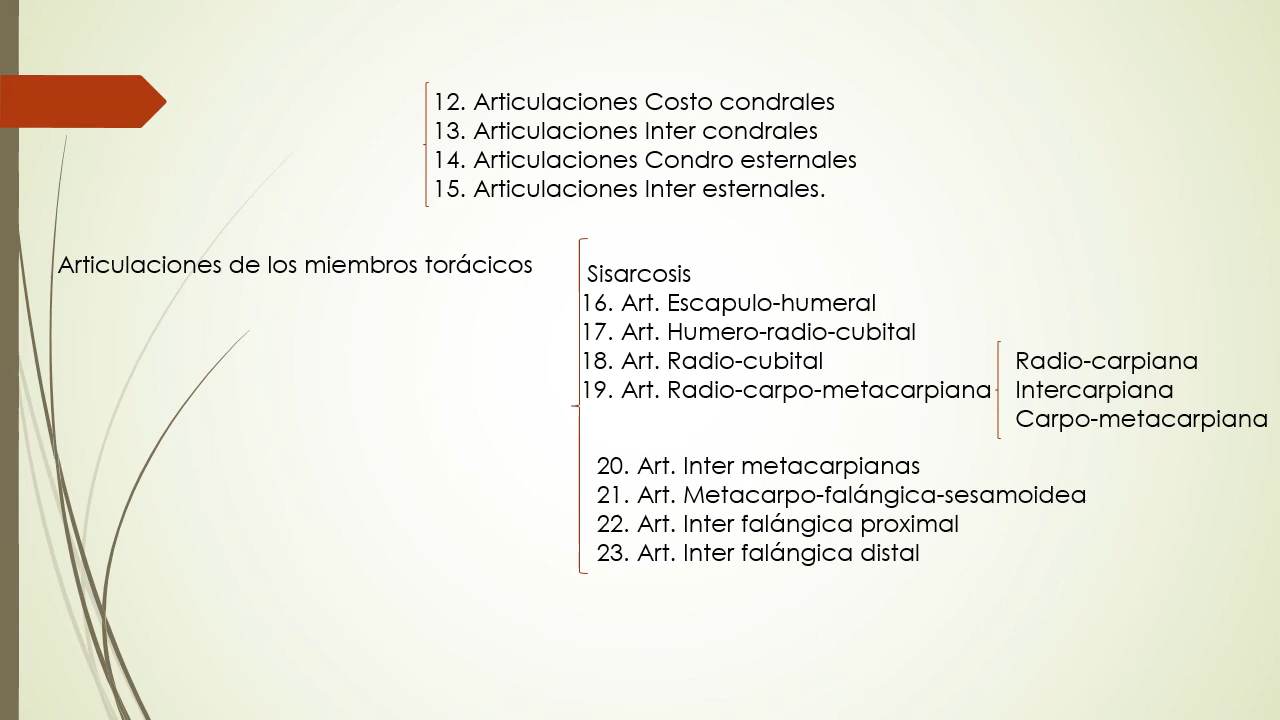 12. Articulaciones Costo condrales
13. Articulaciones Inter condrales
14. Articulaciones Condro esternales
15. Articulaciones Inter esternales.
Articulaciones de los miembros torácicos
Sisarcosis
16. Art. Escapulo-humeral
17. Art. Humero-radio-cubital
18. Art. Radio-cubital
19. Art. Radio-carpo-metacarpiana
Radio-carpiana
Intercarpiana
Carpo-metacarpiana
20. Art. Inter metacarpianas
21. Art. Metacarpo-falángica-sesamoidea
22. Art. Inter falángica proximal
23. Art. Inter falángica distal